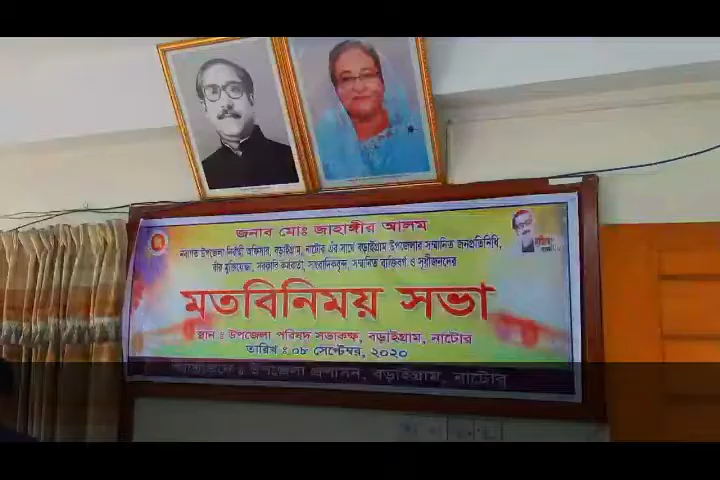 জনাব মোঃ জাহাঙ্গীর আলম
নবাগত উপজেলা নির্বাহী অফিসার, বড়াইগ্রাম, নাটোর এঁর সাথে বড়াইগ্রাম উপজেলার সম্মানিত জনপ্রতিনিধি,
বীর মুক্তিযোদ্ধা, সরকারি কর্মকর্তা, সাংবাদিকবৃন্দ, সম্মানিত ব্যক্তিবর্গ ও সুধীজনদের
মতবিনিময় সভা
স্থান ঃ উপজেলা পরিষদ সভাকক্ষ, বড়াইগ্রাম, নাটোর
তারিখ ঃ ০৮ সেপ্টেম্বর, ২০২০
আয়োজনে ঃ উপজেলা প্রশাসন, বড়াইগ্রাম, নাটোর